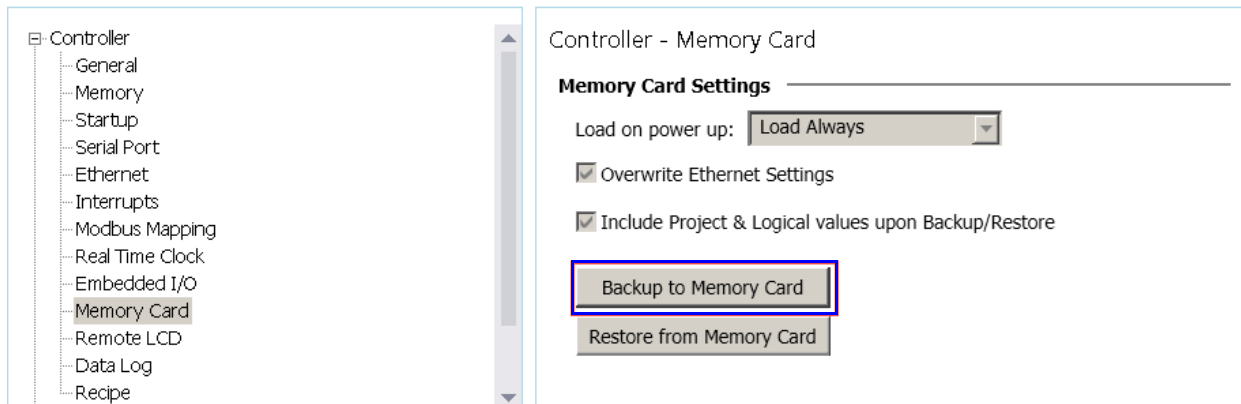 Controller
General
Memory
Startup
Serial Port
Ethernet
Interrupts
Modbus Mapping
Real Time Clock
Embedded I/O
Memory Card
Remote LCD
Data Log
Recipe
Controller - Memory Card
Memory Card Settings
Load on power up: Load Always
Overwrite Ethernet Settings
Include Project & Logical values upon Backup/Restore
Backup to Memory Card
Restore from Memory Card